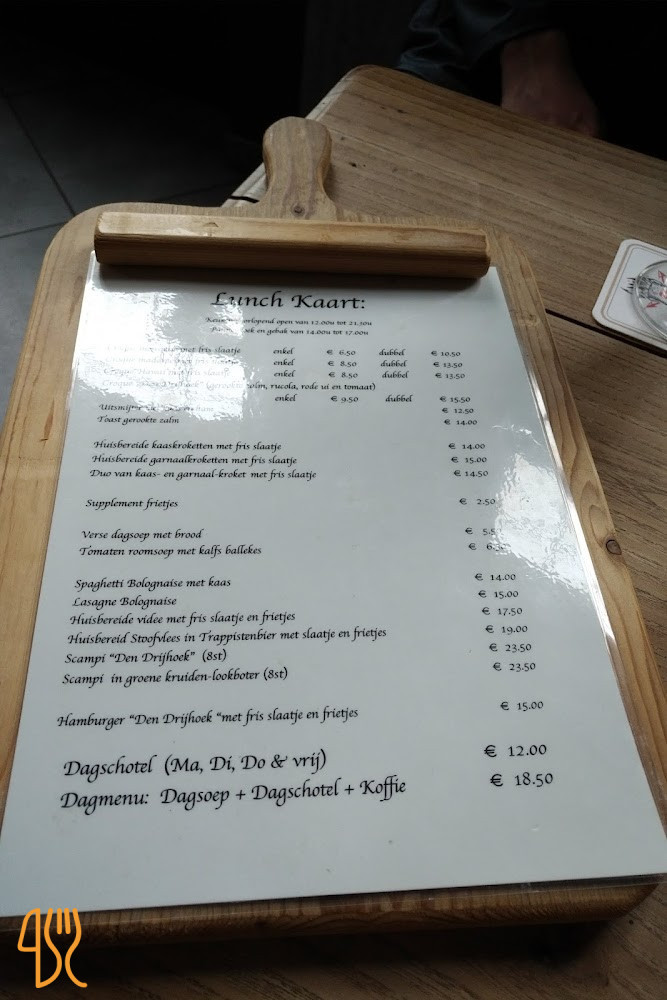 Lunch Kaart:
open van 12.00u tot 21.30u
en gebak van 14.00u tot 17.00u
met fris slaatje enkel € 6.50 dubbel € 10.50
enkel € 8.50 dubbel € 13.50
enkel € 8.50 dubbel € 13.50
Croque zalm, rucola, rode ui en tomaat)
enkel € 9.50 dubbel € 15.50
Uitsmijter € 12.50
Toast gerookte zalm € 14.00
Huisbereide kaaskroketten met fris slaatje € 14.00
Huisbereide garnaalkroketten met fris slaatje € 15.00
Duo van kaas- en garnaal-kroket met fris slaatje € 14.50
Supplement frietjes € 2.50
Verse dagsoep met brood €
Tomaten roomsoep met kalfs ballekes €
Spaghetti Bolognaise met kaas € 14.00
Lasagne Bolognaise € 15.00
Huisbereide videe met fris slaatje en frietjes € 17.50
Huisbereid Stoofvlees in Trappistenbier met slaatje en frietjes € 19.00
Scampi “Den Drijhoek” (8st) € 23.50
Scampi in groene kruiden-lookboter (8st) € 23.50
Hamburger “Den Drijhoek “met fris slaatje en frietjes € 15.00
Dagschotel (Ma, Di, Do & vrij) € 12.00
Dagmenu: Dagsoep + Dagschotel + Koffie € 18.50